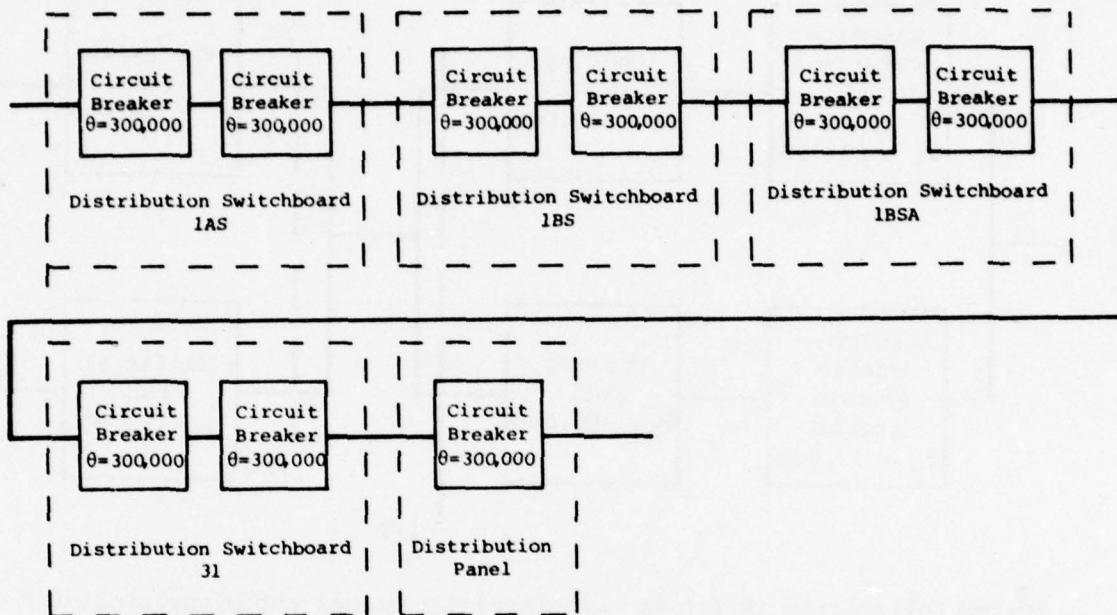 Circuit
Breaker
θ=300,000
Circuit
Breaker
θ=300,000
Distribution Switchboard
1AS
Circuit
Breaker
θ=300,000
Circuit
Breaker
θ=300,000
Distribution Switchboard
1BS
Circuit
Breaker
θ=300,000
Circuit
Breaker
θ=300,000
Distribution Switchboard
1BSA
Circuit
Breaker
θ=300,000
Circuit
Breaker
θ=300,000
Distribution Switchboard
31
Circuit
Breaker
θ=300,000
Distribution
Panel